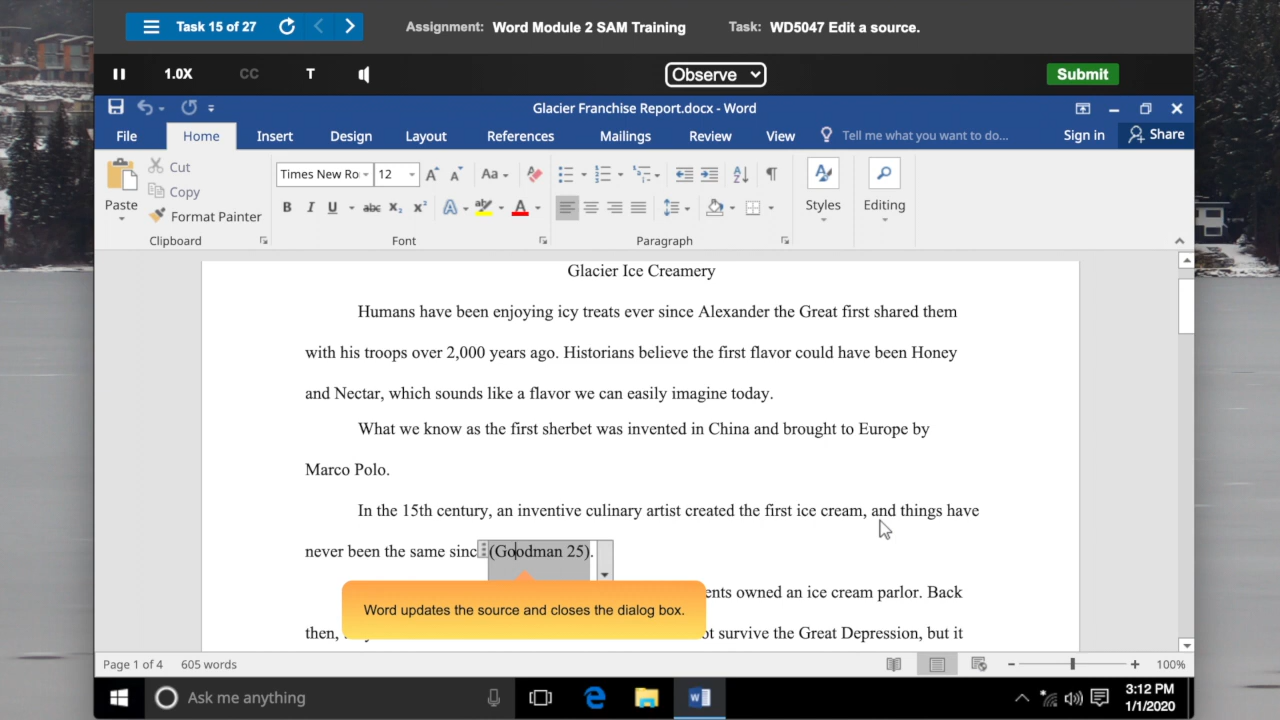 Task 15 of 27
Assignment: Word Module 2 SAM Training
Task: WD5047 Edit a source.
1.0X
CC
T
Observe
Submit
Glacier Franchise Report.docx - Word
File
Home
Insert
Design
Layout
References
Mailings
Review
View
Tell me what you want to do...
Sign in
Share
Paste
Cut
Copy
Format Painter
Clipboard
Times New Ro
12
Aa
B I U abc X₂ X²
A
Font
Paragraph
Styles
Editing
Glacier Ice Creamery
Humans have been enjoying icy treats ever since Alexander the Great first shared them
with his troops over 2,000 years ago. Historians believe the first flavor could have been Honey
and Nectar, which sounds like a flavor we can easily imagine today.
What we know as the first sherbet was invented in China and brought to Europe by
Marco Polo.
In the 15th century, an inventive culinary artist created the first ice cream, and things have
never been the same sinc (Goodman 25).
ents owned an ice cream parlor. Back
Word updates the source and closes the dialog box.
then, ot survive the Great Depression, but it
Page 1 of 4
605 words
100%
Ask me anything
3:12 PM
1/1/2020